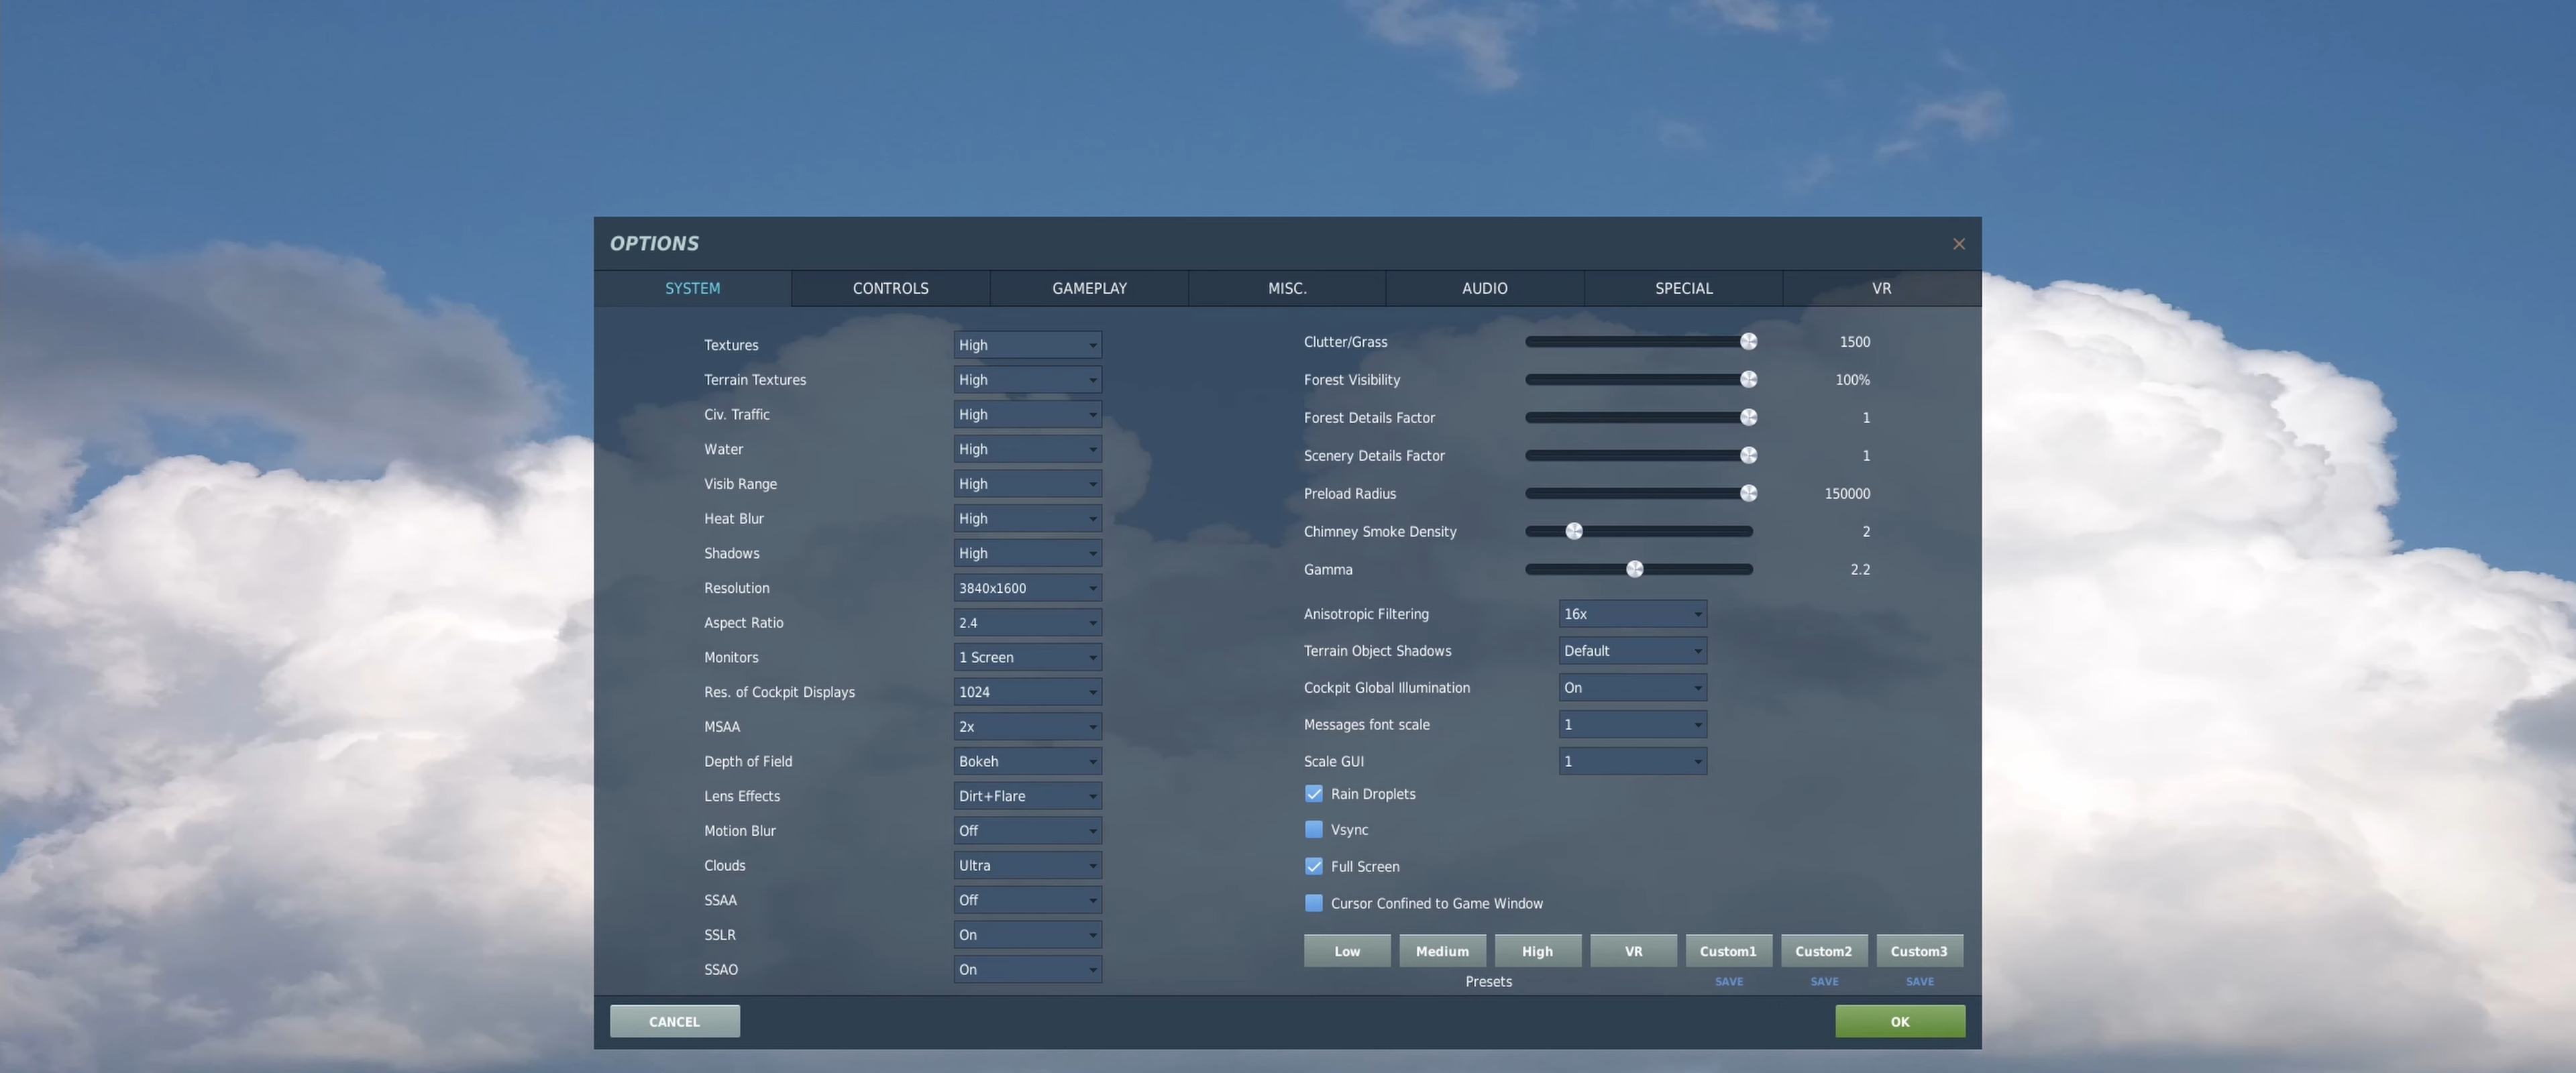 OPTIONS
SYSTEM CONTROLS GAMEPLAY MISC. AUDIO SPECIAL VR
Textures High
Terrain Textures High
Civ. Traffic High
Water High
Visib Range High
Heat Blur High
Shadows High
Resolution 3840x1600
Aspect Ratio 2.4
Monitors 1 Screen
Res. of Cockpit Displays 1024
MSAA 2x
Depth of Field Bokeh
Lens Effects Dirt+Flare
Motion Blur Off
Clouds Ultra
SSAA Off
SSLR On
SSAO On
Clutter/Grass 1500
Forest Visibility 100%
Forest Details Factor 1
Scenery Details Factor 1
Preload Radius 150000
Chimney Smoke Density 2
Gamma 2.2
Anisotropic Filtering 16x
Terrain Object Shadows Default
Cockpit Global Illumination On
Messages font scale 1
Scale GUI 1
Rain Droplets
Vsync
Full Screen
Cursor Confined to Game Window
Low Medium High VR Custom1 Custom2 Custom3
Presets SAVE SAVE SAVE
CANCEL OK